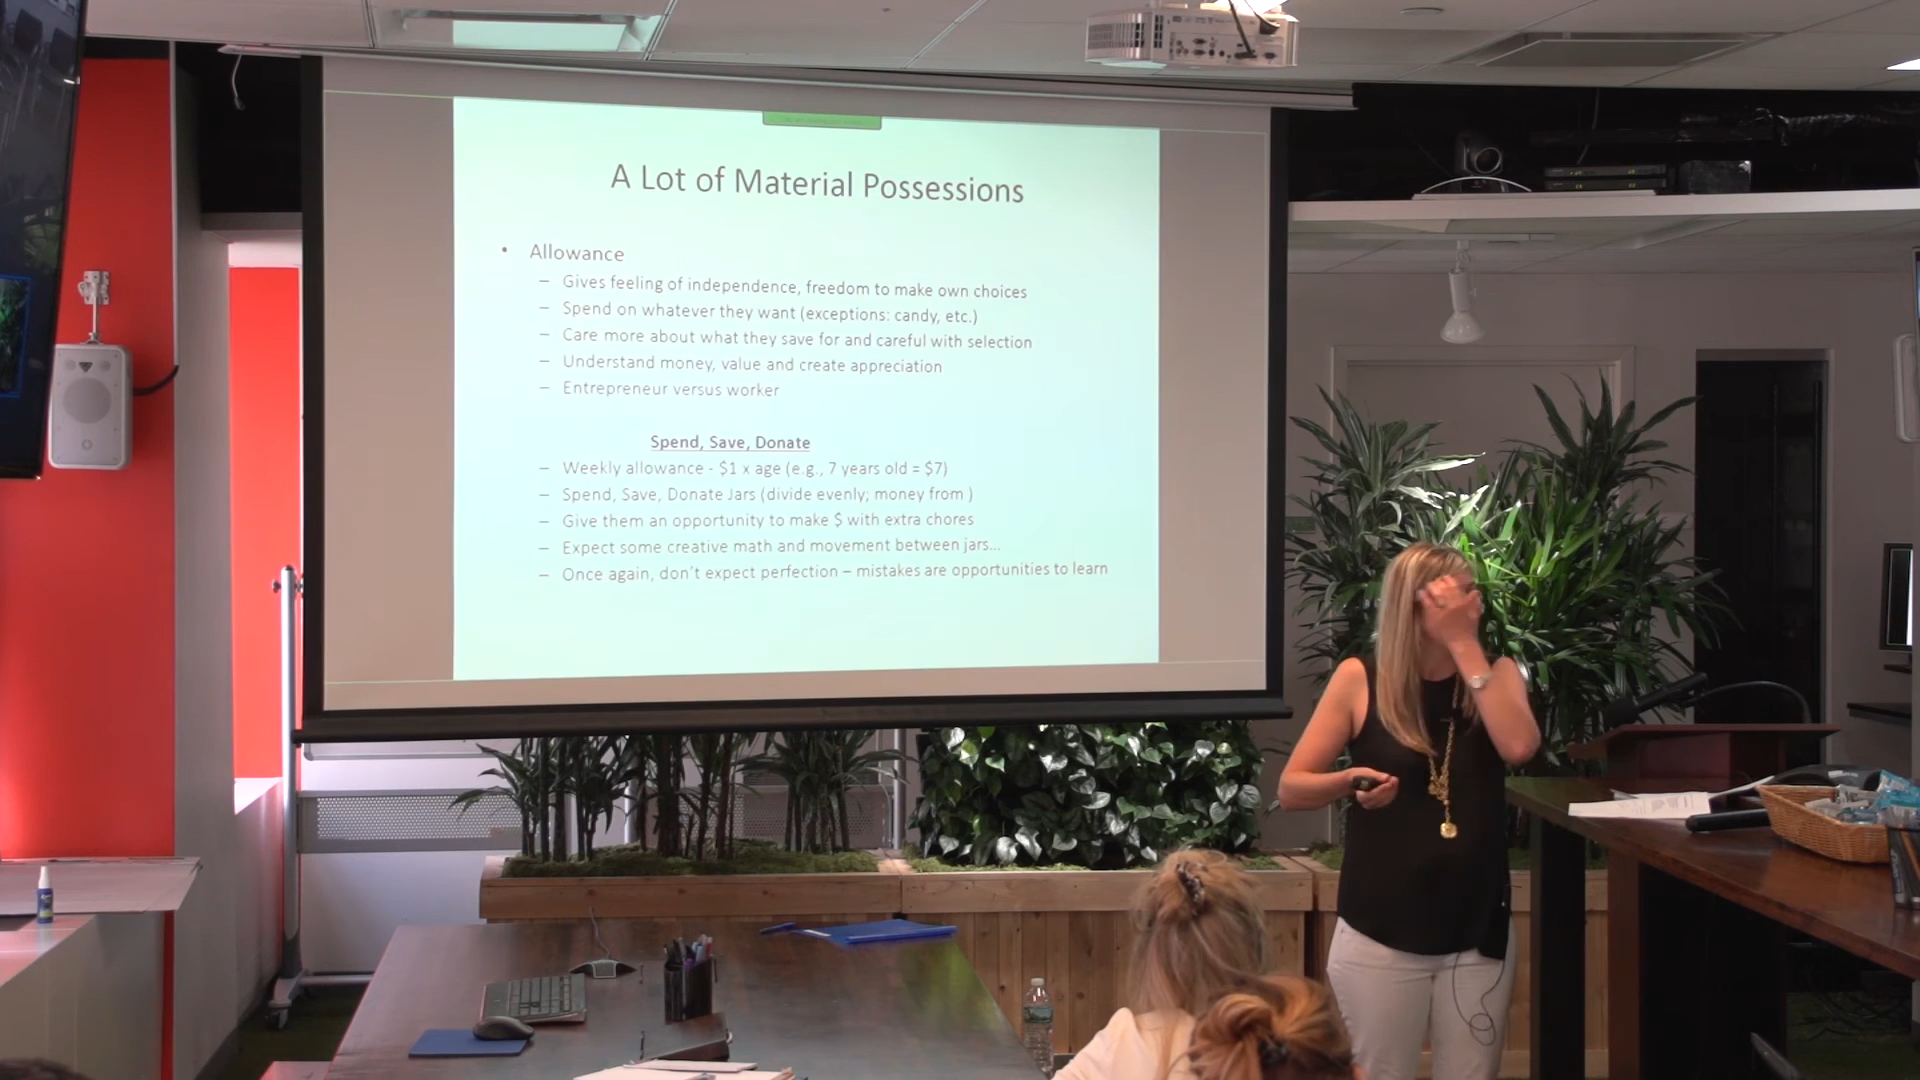 A Lot of Material Possessions
• Allowance
– Gives feeling of independence, freedom to make own choices
– Spend on whatever they want (exceptions: candy, etc.)
– Care more about what they save for and careful with selection
– Understand money, value and create appreciation
– Entrepreneur versus worker
Spend, Save, Donate
– Weekly allowance - $1 x age (e.g., 7 years old = $7)
– Spend, Save, Donate Jars (divide evenly; money from )
– Give them an opportunity to make $ with extra chores
– Expect some creative math and movement between jars...
– Once again, don't expect perfection – mistakes are opportunities to learn